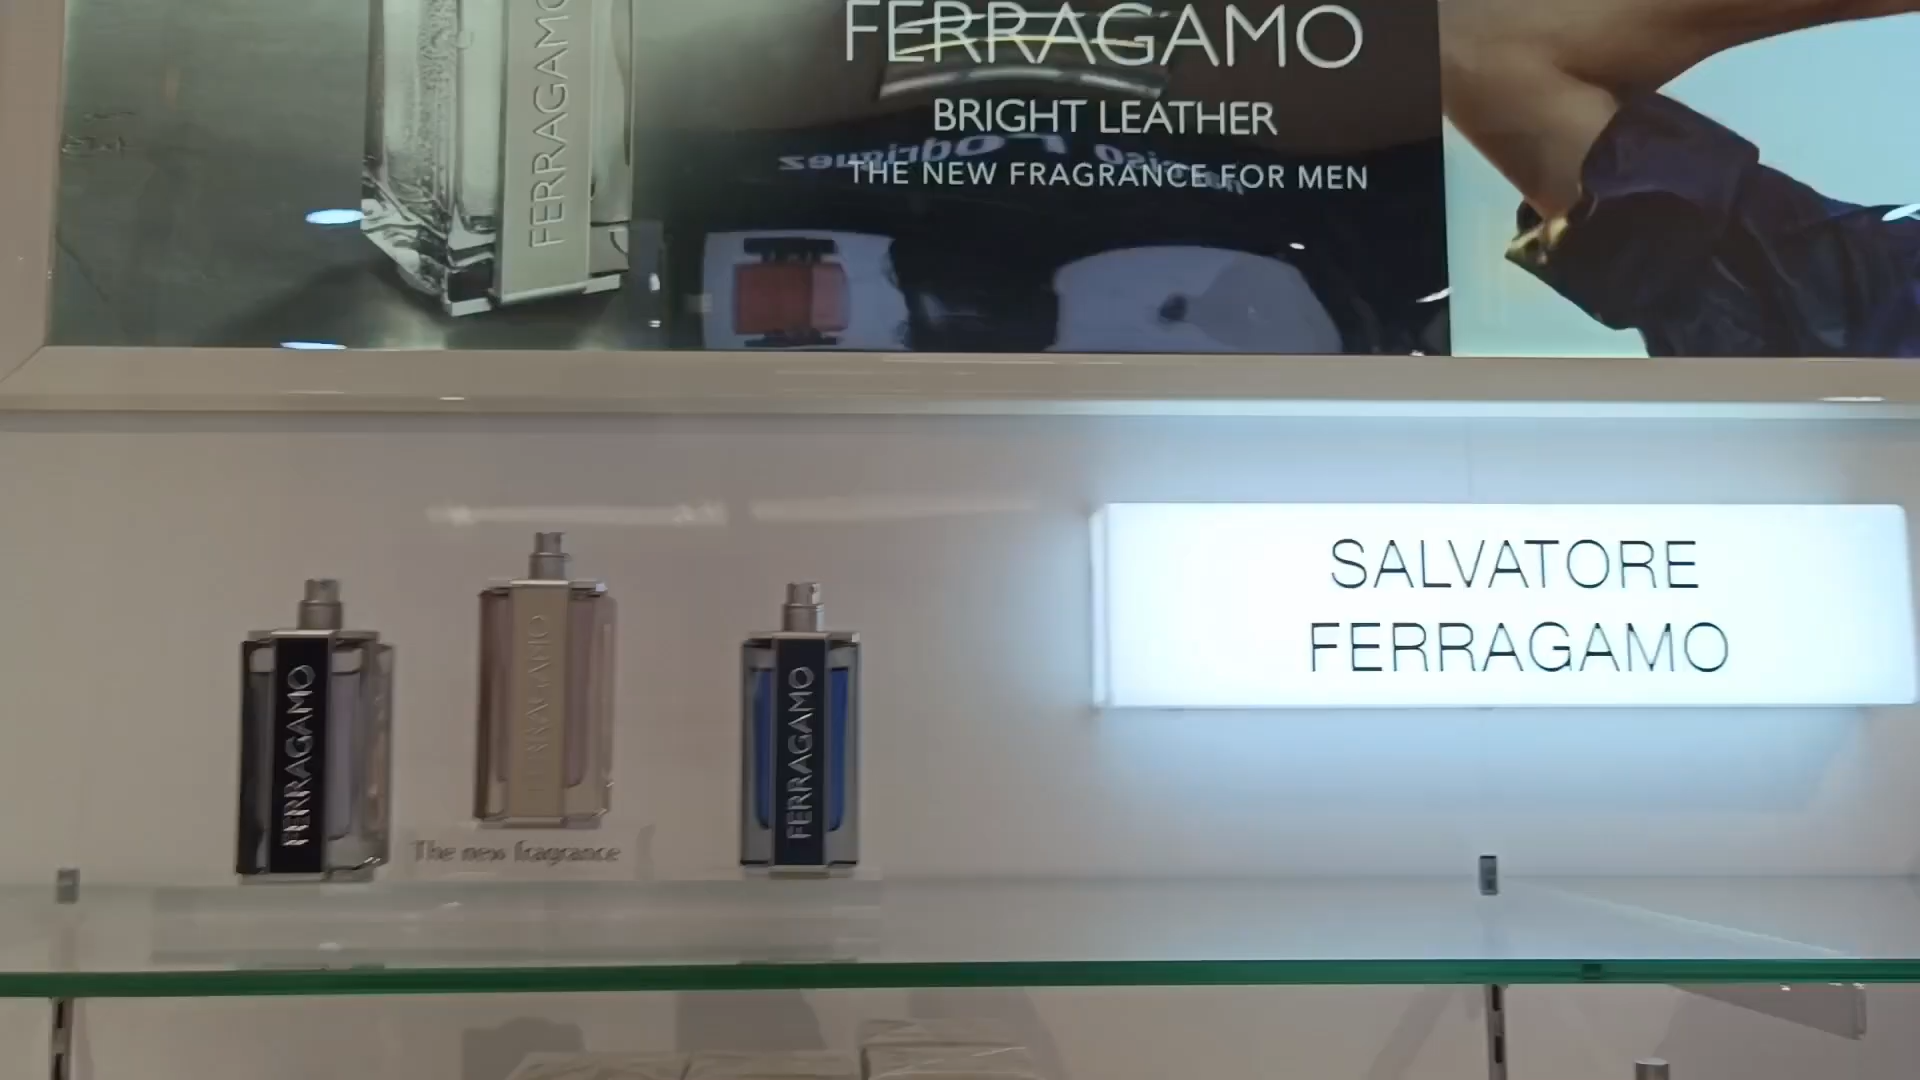 FERRAGAMO
FERRAGAMO
BRIGHT LEATHER
THE NEW FRAGRANCE FOR MEN
SALVATORE
FERRAGAMO
FERRAGAMO
FERRAGAMO
FERRAGAMO
The new fragrance